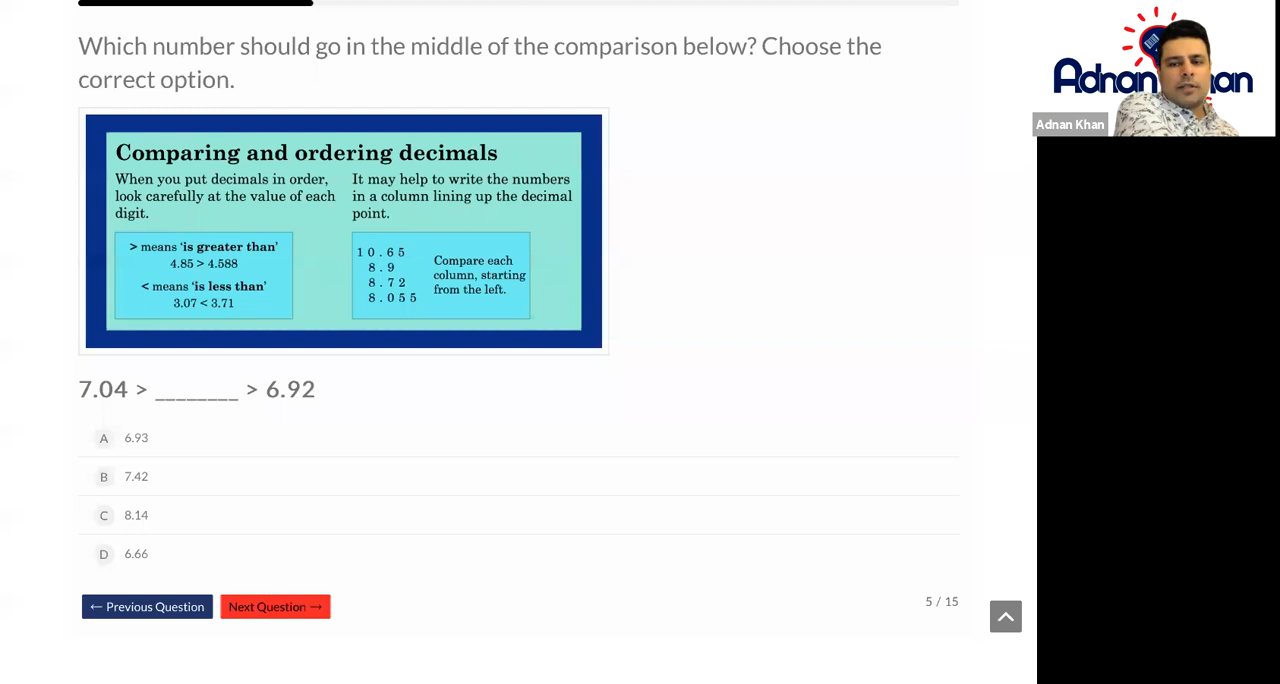 Which number should go in the middle of the comparison below? Choose the
correct option.
Comparing and ordering decimals
When you put decimals in order,
look carefully at the value of each
digit.
> means ‘is greater than’
4.85 > 4.588
< means ‘is less than’
3.07 < 3.71
It may help to write the numbers
in a column lining up the decimal
point.
10.65
8.9
8.72
8.055
Compare each
column, starting
from the left.
7.04 > ________ > 6.92
A 6.93
B 7.42
C 8.14
D 6.66
← Previous Question
Next Question →
5 / 15
Adnan Khan